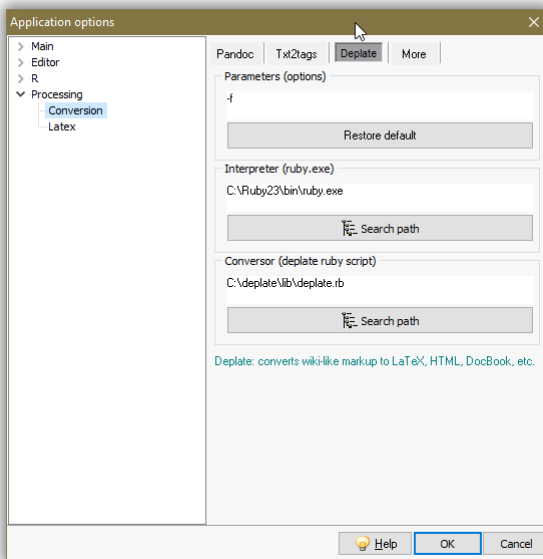 Application options
Main
Editor
R
Processing
Conversion
Latex
Pandoc
Txt2tags
Deplate
More
Parameters (options)
-f
Restore default
Interpreter (ruby.exe)
C:\Ruby23\bin\ruby.exe
Search path
Conversor (deplate ruby script)
C:\deplate\lib\deplate.rb
Search path
Deplate: converts wiki-like markup to LaTeX, HTML, DocBook, etc.
Help
OK
Cancel